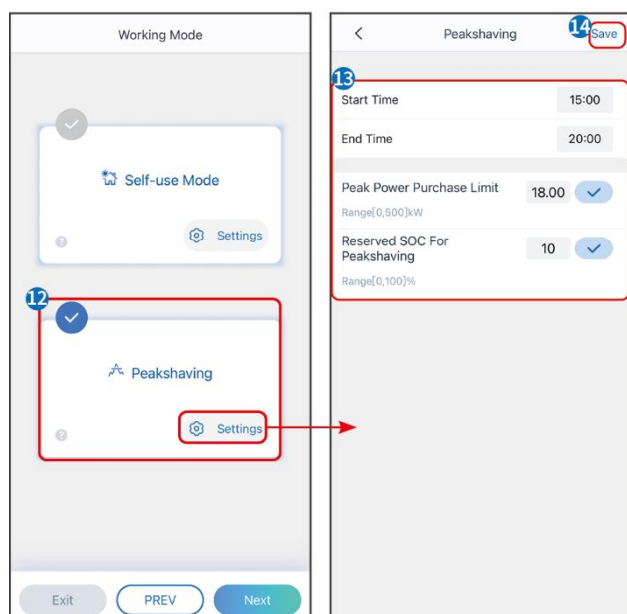 Working Mode
Self-use Mode
Settings
12
Peakshaving
Settings
Exit
PREV
Next
Peakshaving
14
Save
13
Start Time
15:00
End Time
20:00
Peak Power Purchase Limit
18.00
Range[0,500]kW
Reserved SOC For
Peakshaving
10
Range[0,100]%